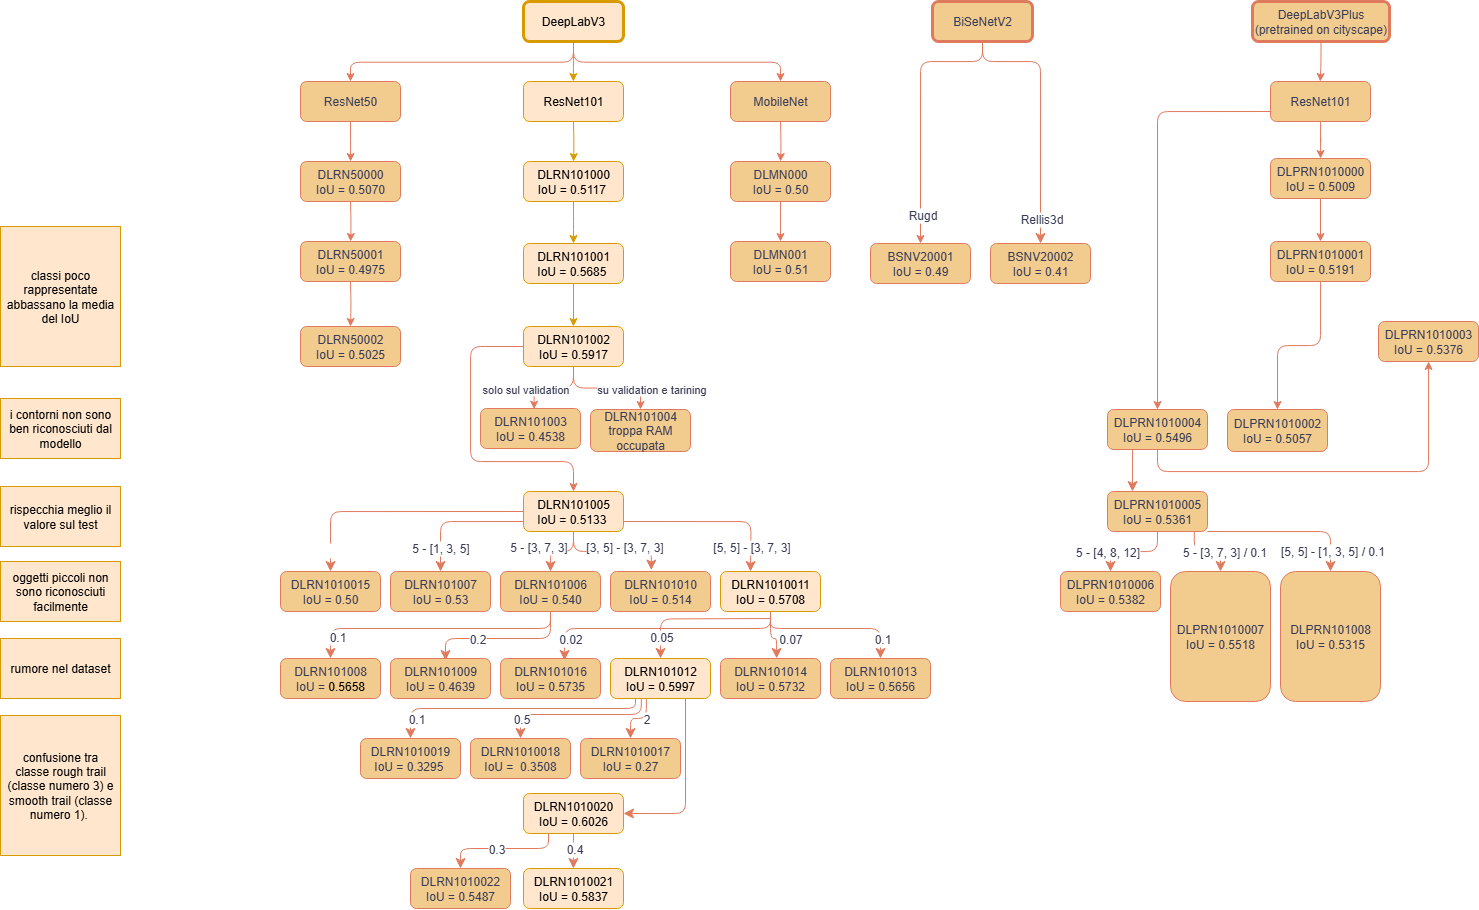 DeepLabV3
BiSeNetV2
DeepLabV3Plus
(pretrained on cityscape)
ResNet50
ResNet101
MobileNet
ResNet101
DLRN50000
IoU = 0.5070
DLRN101000
IoU = 0.5117
DLMN000
IoU = 0.50
DLPRN1010000
IoU = 0.5009
Rugd
Rellis3d
classi poco
rappresentate
abbassano la media
del IoU
DLRN50001
IoU = 0.4975
DLRN101001
IoU = 0.5685
DLMN001
IoU = 0.51
BSNV20001
IoU = 0.49
BSNV20002
IoU = 0.41
DLPRN1010001
IoU = 0.5191
DLRN50002
IoU = 0.5025
DLRN101002
IoU = 0.5917
DLPRN1010003
IoU = 0.5376
solo sul validation
su validation e tarining
i contorni non sono
ben riconosciuti dal
modello
DLRN101003
IoU = 0.4538
DLRN101004
troppa RAM
occupata
DLPRN1010004
IoU = 0.5496
DLPRN1010002
IoU = 0.5057
rispecchia meglio il
valore sul test
DLRN101005
IoU = 0.5133
DLPRN1010005
IoU = 0.5361
5 - [1, 3, 5]
5 - [3, 7, 3]
[3, 5] - [3, 7, 3]
[5, 5] - [3, 7, 3]
5 - [4, 8, 12]
5 - [3, 7, 3] / 0.1
[5, 5] - [1, 3, 5] / 0.1
oggetti piccoli non
sono riconosciuti
facilmente
DLRN1010015
IoU = 0.50
DLRN101007
IoU = 0.53
DLRN101006
IoU = 0.540
DLRN101010
IoU = 0.514
DLRN1010011
IoU = 0.5708
DLPRN1010006
IoU = 0.5382
DLPRN1010007
IoU = 0.5518
DLPRN101008
IoU = 0.5315
0.1
0.2
0.02
0.05
0.07
0.1
rumore nel dataset
DLRN101008
IoU = 0.5658
DLRN101009
IoU = 0.4639
DLRN101016
IoU = 0.5735
DLRN101012
IoU = 0.5997
DLRN101014
IoU = 0.5732
DLRN101013
IoU = 0.5656
0.1
0.5
2
confusione tra
classe rough trail
(classe numero 3) e
smooth trail (classe
numero 1).
DLRN1010019
IoU = 0.3295
DLRN1010018
IoU = 0.3508
DLRN1010017
IoU = 0.27
DLRN1010020
IoU = 0.6026
0.3
0.4
DLRN1010022
IoU = 0.5487
DLRN1010021
IoU = 0.5837